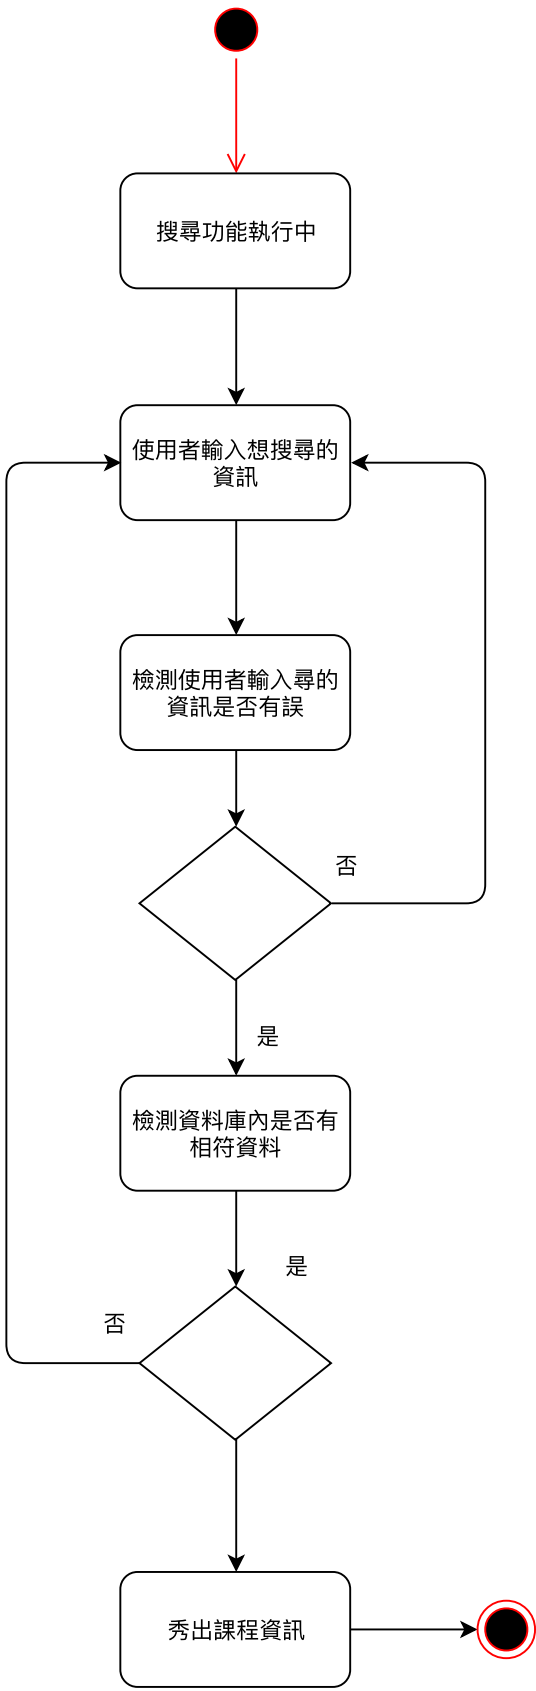 搜尋功能執行中
使用者輸入想搜尋的
資訊
檢測使用者輸入尋的
資訊是否有誤
否
是
檢測資料庫內是否有
相符資料
是
否
秀出課程資訊